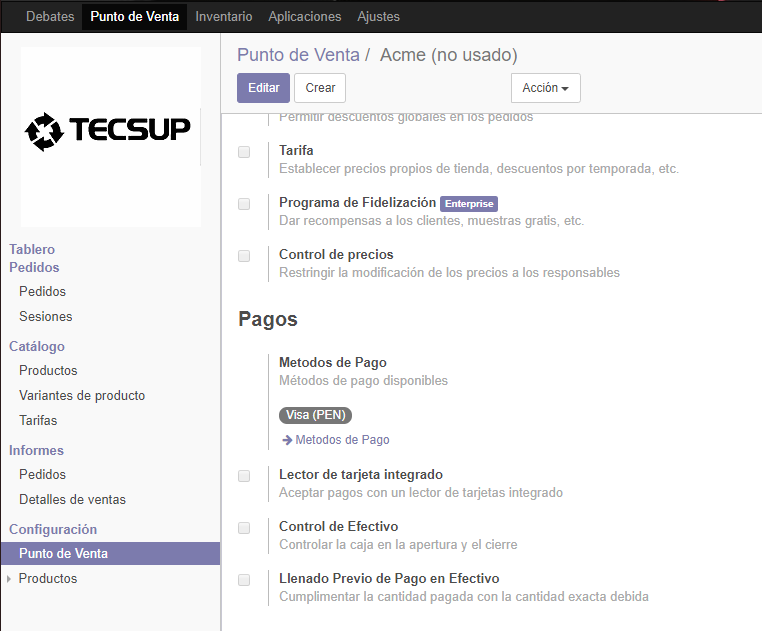 Debates Punto de Venta Inventario Aplicaciones Ajustes
TECSUP
Tablero
Pedidos
Pedidos
Sesiones
Catálogo
Productos
Variantes de producto
Tarifas
Informes
Pedidos
Detalles de ventas
Configuración
Punto de Venta
Productos
Punto de Venta / Acme (no usado)
Editar Crear Acción
Permitir descuentos globales en los pedidos
Tarifa
Establecer precios propios de tienda, descuentos por temporada, etc.
Programa de Fidelización Enterprise
Dar recompensas a los clientes, muestras gratis, etc.
Control de precios
Restringir la modificación de los precios a los responsables
Pagos
Metodos de Pago
Métodos de pago disponibles
Visa (PEN)
Metodos de Pago
Lector de tarjeta integrado
Aceptar pagos con un lector de tarjetas integrado
Control de Efectivo
Controlar la caja en la apertura y el cierre
Llenado Previo de Pago en Efectivo
Cumplimentar la cantidad pagada con la cantidad exacta debida